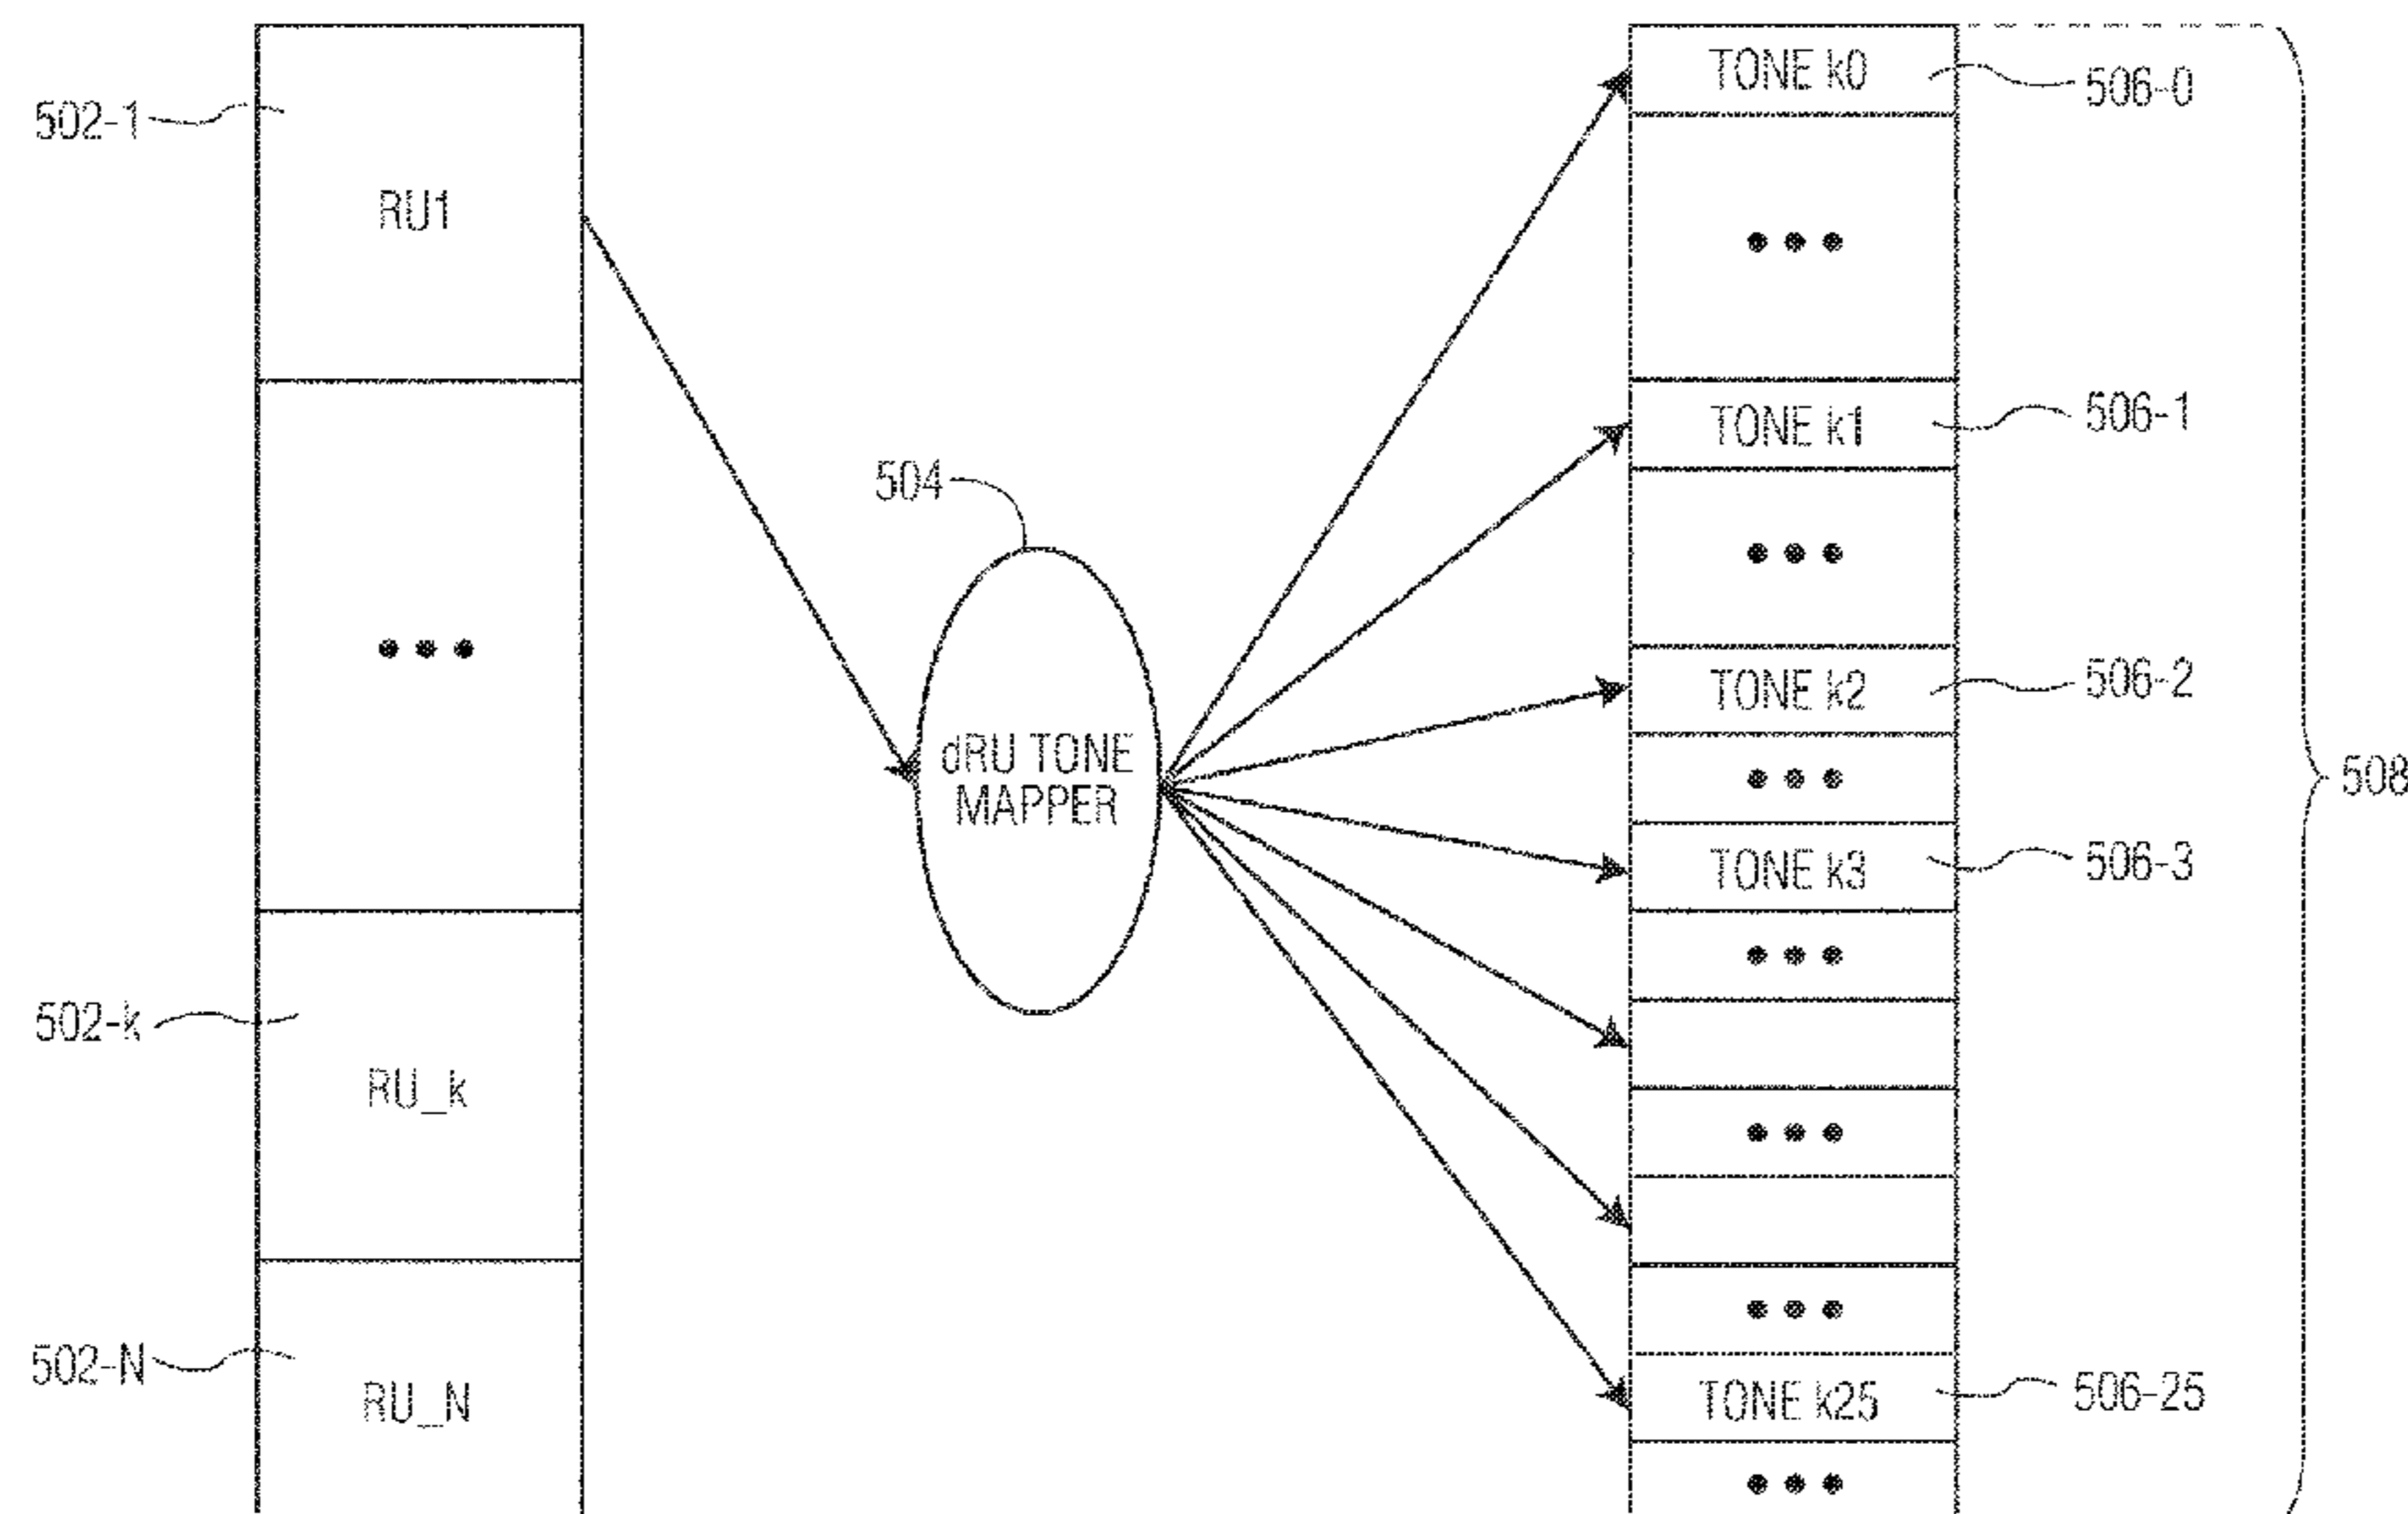 502-1
RU1
• • •
502-k
RU_k
502-N
RU_N
504
dRU TONE
MAPPER
TONE k0
506-0
• • •
TONE k1
506-1
• • •
TONE k2
506-2
• • •
TONE k3
506-3
• • •
• • •
• • •
TONE k25
506-25
• • •
508